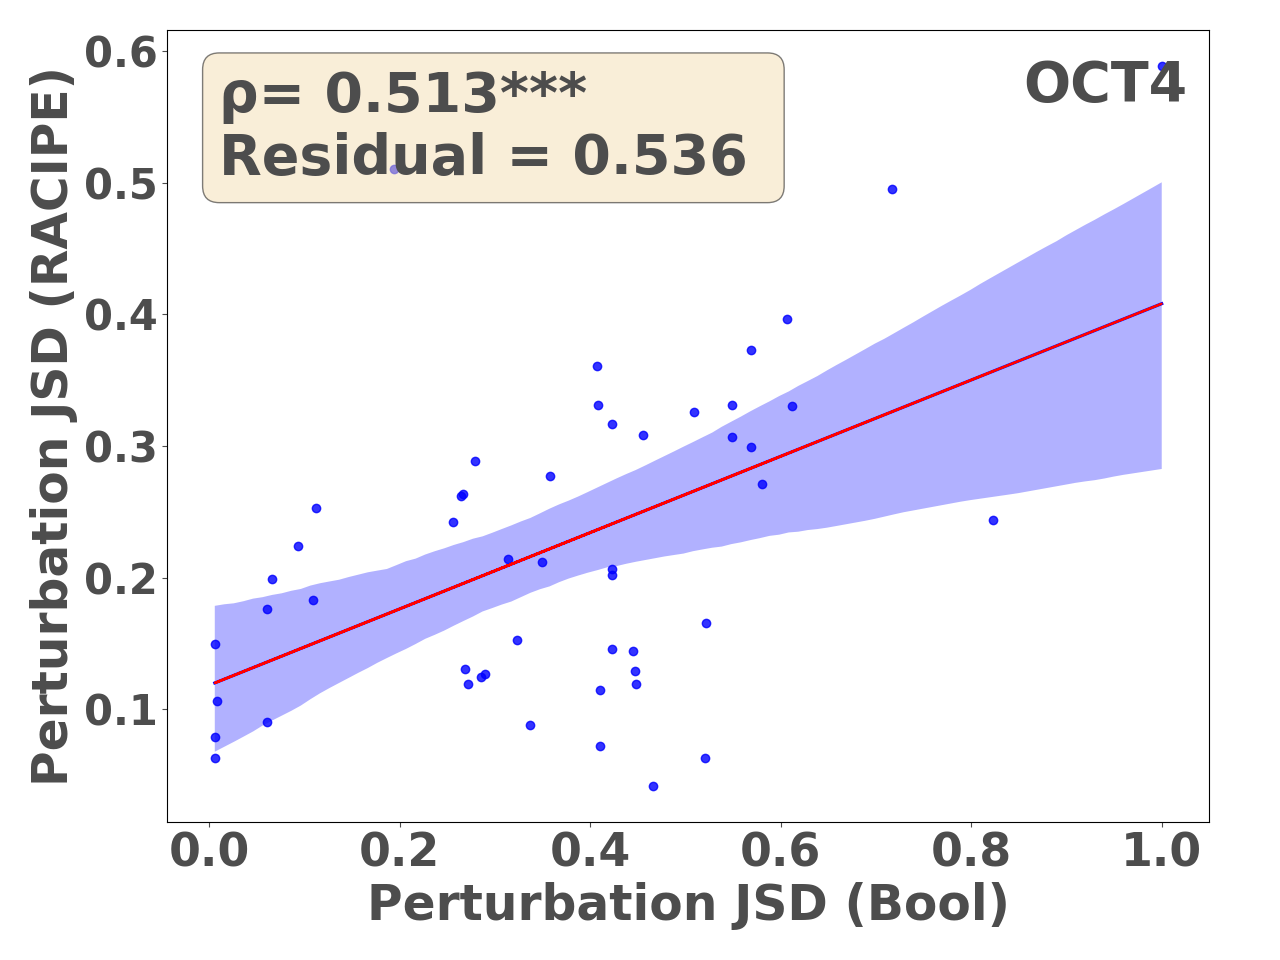 ρ= 0.513***
Residual = 0.536
OCT4
0.6
0.5
0.4
0.3
0.2
0.1
Perturbation JSD (RACIPE)
0.0 0.2 0.4 0.6 0.8 1.0
Perturbation JSD (Bool)